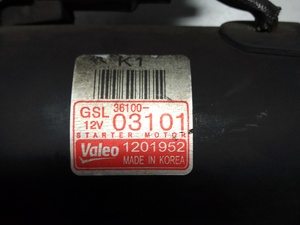 K1
GSL 36100-
12V 03101
STARTER MOTOR
Valeo 1201952
MADE IN KOREA